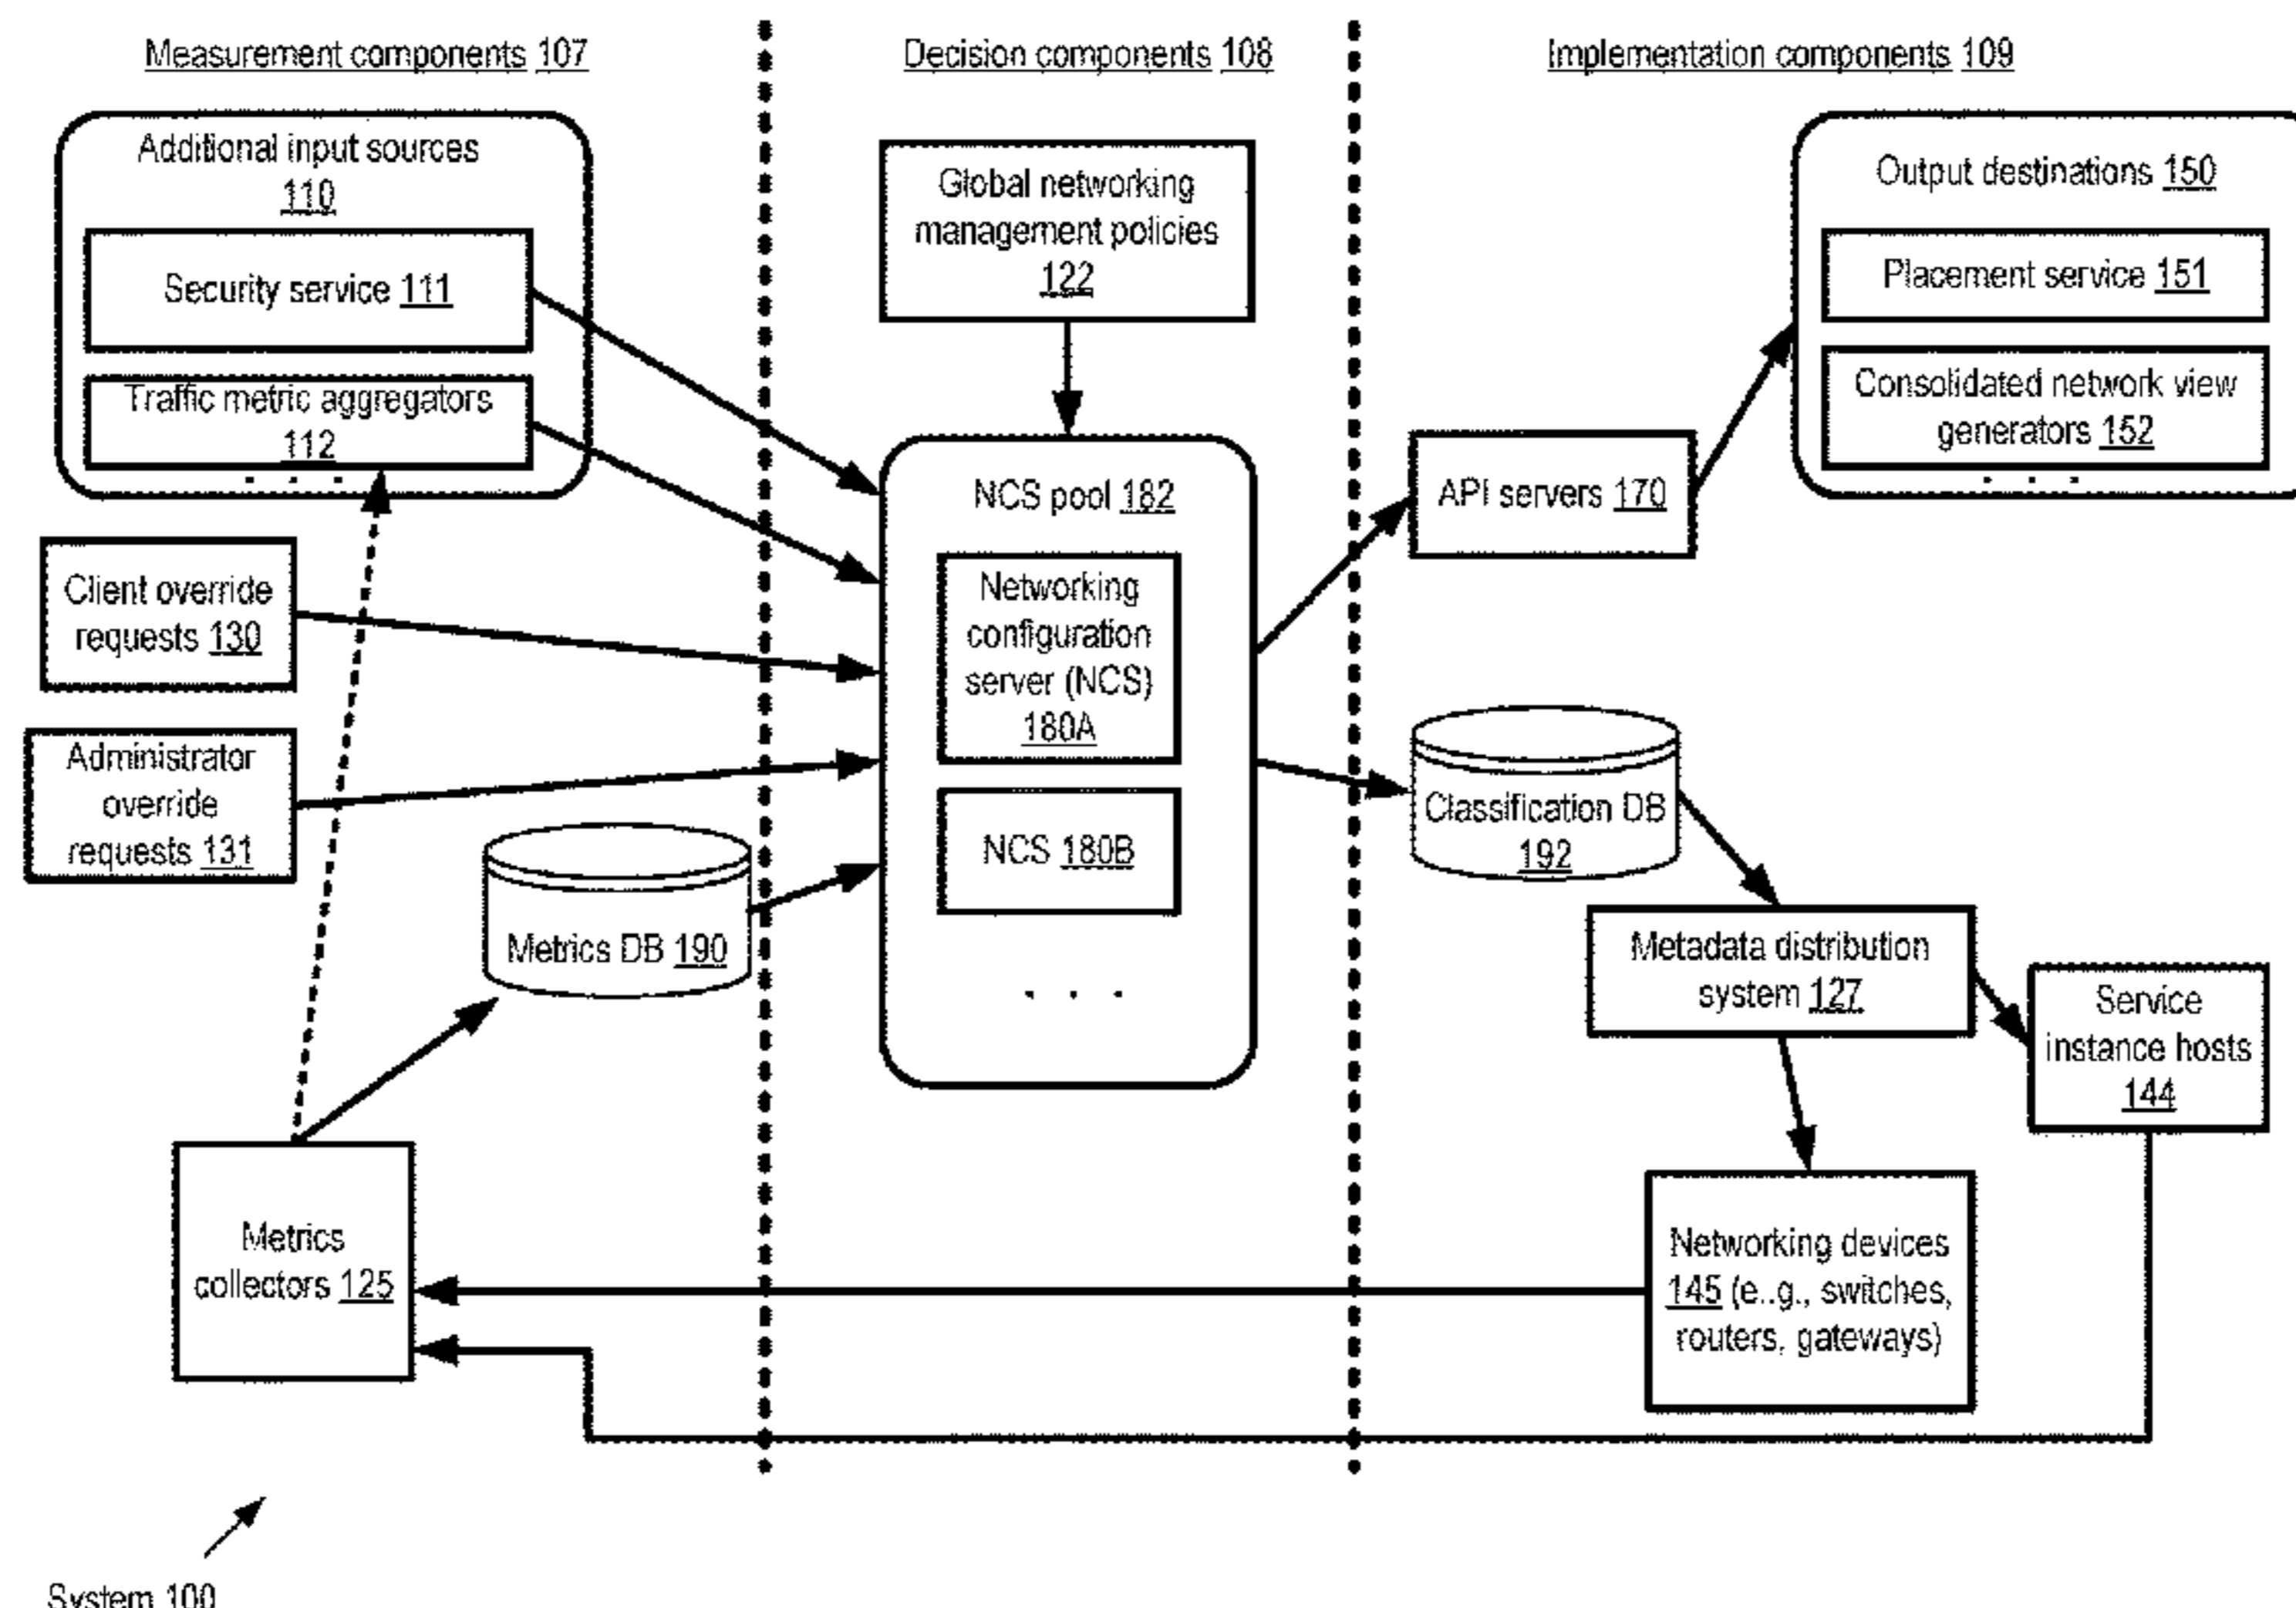 Measurement components 107
Decision components 108
Implementation components 109
Additional input sources
110
Security service 111
Traffic metric aggregators
112
. . .
Client override
requests 130
Administrator
override
requests 131
Metrics DB 190
Metrics
collectors 125
Global networking
management policies
122
NCS pool 182
Networking
configuration
server (NCS)
180A
NCS 180B
. . .
Output destinations 150
Placement service 151
Consolidated network view
generators 152
. . .
API servers 170
Classification DB
192
Metadata distribution
system 127
Service
instance hosts
144
Networking devices
145 (e..g., switches,
routers, gateways)
System 100